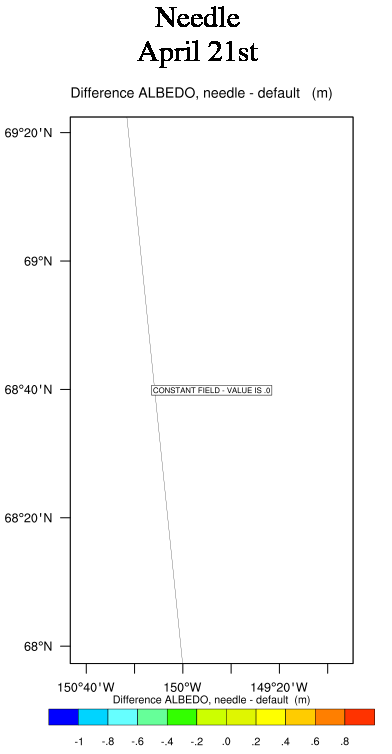 Needle
April 21st
Difference ALBEDO, needle - default (m)
69°20'N
69°N
68°40'N
CONSTANT FIELD - VALUE IS .0
68°20'N
68°N
150°40'W 150°W 149°20'W
Difference ALBEDO, needle - default (m)
-1 -.8 -.6 -.4 -.2 .0 .2 .4 .6 .8